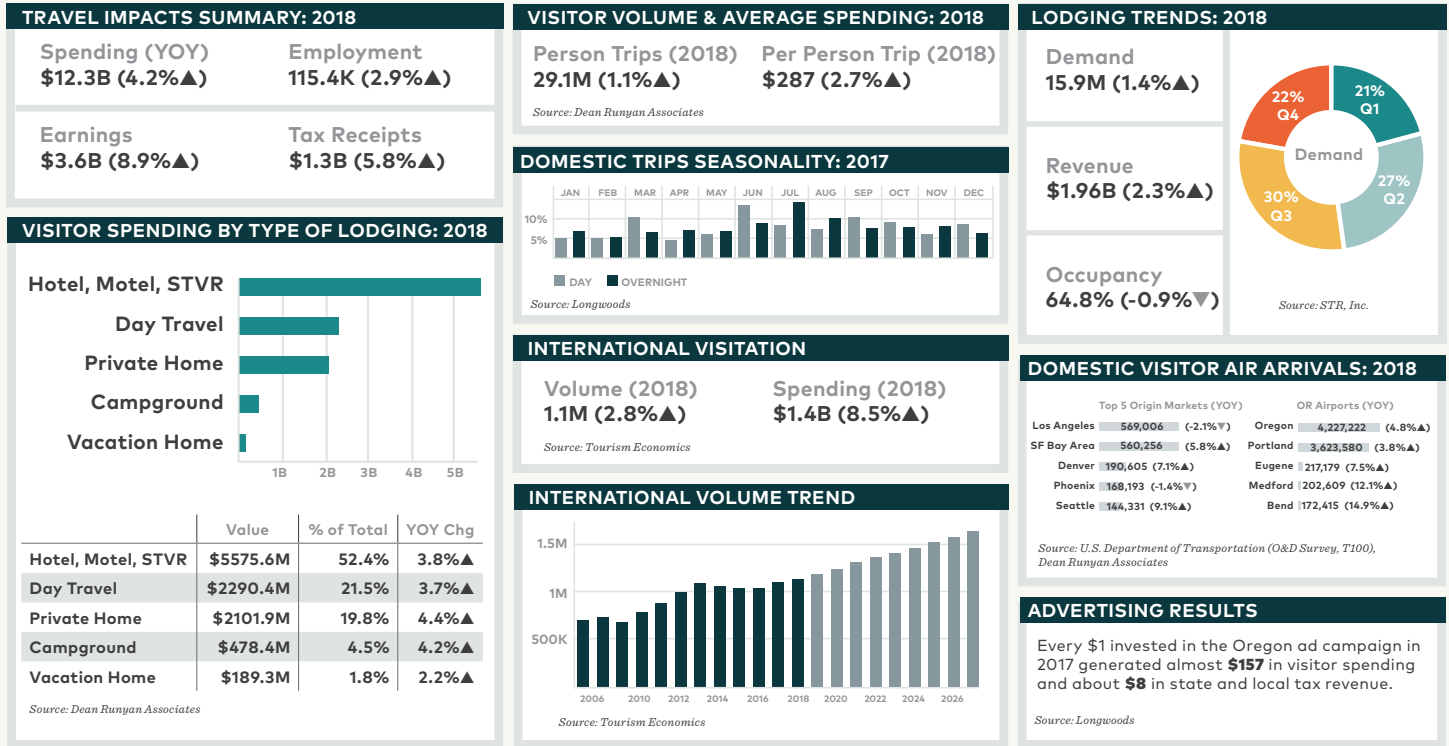 TRAVEL IMPACTS SUMMARY: 2018
Spending (YOY)
$12.3B (4.2%▲)
Employment
115.4K (2.9%▲)
Earnings
$3.6B (8.9%▲)
Tax Receipts
$1.3B (5.8%▲)
VISITOR SPENDING BY TYPE OF LODGING: 2018
Hotel, Motel, STVR
Day Travel
Private Home
Campground
Vacation Home
1B 2B 3B 4B 5B
Value % of Total YOY Chg
Hotel, Motel, STVR $5575.6M 52.4% 3.8%▲
Day Travel $2290.4M 21.5% 3.7%▲
Private Home $2101.9M 19.8% 4.4%▲
Campground $478.4M 4.5% 4.2%▲
Vacation Home $189.3M 1.8% 2.2%▲
Source: Dean Runyan Associates
VISITOR VOLUME & AVERAGE SPENDING: 2018
Person Trips (2018)
29.1M (1.1%▲)
Per Person Trip (2018)
$287 (2.7%▲)
Source: Dean Runyan Associates
DOMESTIC TRIPS SEASONALITY: 2017
JAN FEB MAR APR MAY JUN JUL AUG SEP OCT NOV DEC
10%
5%
DAY OVERNIGHT
Source: Longwoods
INTERNATIONAL VISITATION
Volume (2018)
1.1M (2.8%▲)
Spending (2018)
$1.4B (8.5%▲)
Source: Tourism Economics
INTERNATIONAL VOLUME TREND
1.5M
1M
500K
2006 2010 2012 2014 2016 2018 2020 2022 2024 2026
Source: Tourism Economics
LODGING TRENDS: 2018
Demand
15.9M (1.4%▲)
Revenue
$1.96B (2.3%▲)
Occupancy
64.8% (-0.9%▼)
22%
Q4
21%
Q1
Demand
30%
Q3
27%
Q2
Source: STR, Inc.
DOMESTIC VISITOR AIR ARRIVALS: 2018
Top 5 Origin Markets (YOY)
Los Angeles 569,006 (-2.1%▼)
SF Bay Area 560,256 (5.8%▲)
Denver 190,605 (7.1%▲)
Phoenix 168,193 (-1.4%▼)
Seattle 144,331 (9.1%▲)
OR Airports (YOY)
Oregon 4,227,222 (4.8%▲)
Portland 3,623,580 (3.8%▲)
Eugene 217,179 (7.5%▲)
Medford 202,609 (12.1%▲)
Bend 172,415 (14.9%▲)
Source: U.S. Department of Transportation (O&D Survey, T100),
Dean Runyan Associates
ADVERTISING RESULTS
Every $1 invested in the Oregon ad campaign in
2017 generated almost $157 in visitor spending
and about $8 in state and local tax revenue.
Source: Longwoods